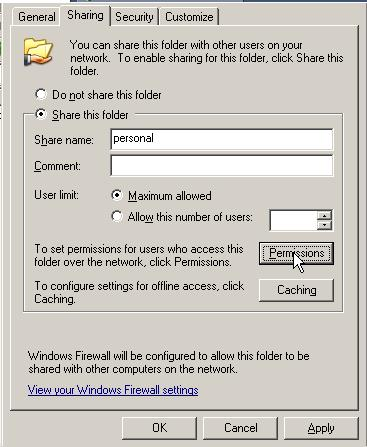 General Sharing Security Customize
You can share this folder with other users on your
network. To enable sharing for this folder, click Share this
folder.
Do not share this folder
Share this folder
Share name: personal
Comment:
User limit: Maximum allowed
Allow this number of users:
To set permissions for users who access this
folder over the network, click Permissions.
Permissions
To configure settings for offline access, click
Caching.
Caching
Windows Firewall will be configured to allow this folder to be
shared with other computers on the network.
View your Windows Firewall settings
OK Cancel Apply